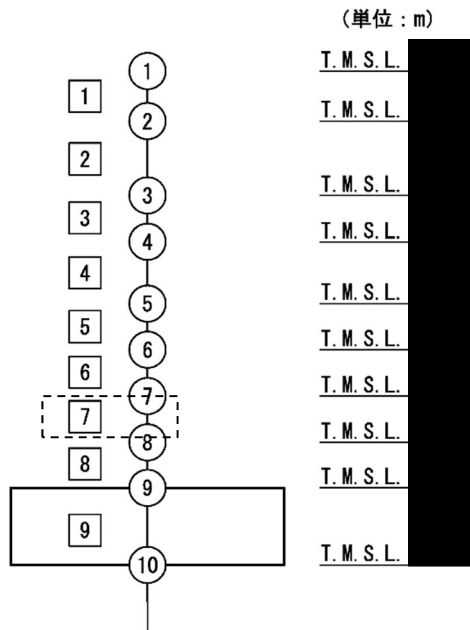 (単位：m)
① T.M.S.L.
1
② T.M.S.L.
2
③ T.M.S.L.
3
④ T.M.S.L.
4
⑤ T.M.S.L.
5
⑥ T.M.S.L.
6
⑦ T.M.S.L.
7
⑧ T.M.S.L.
8
⑨ T.M.S.L.
9
⑩ T.M.S.L.